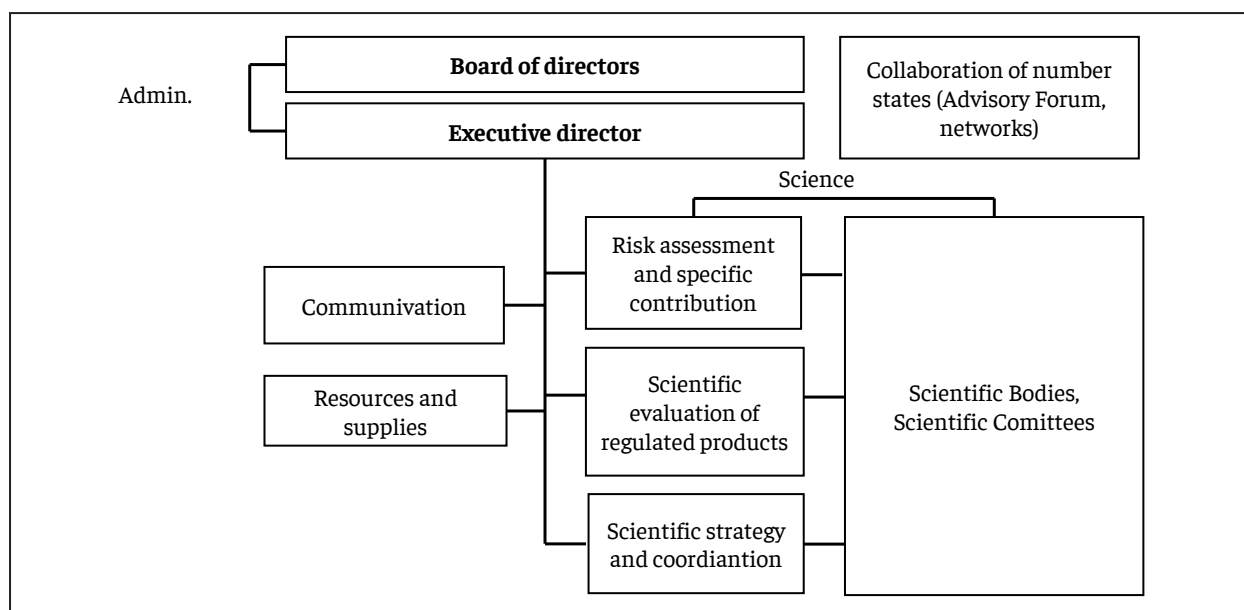 Admin.
Board of directors
Executive director
Collaboration of number
states (Advisory Forum,
networks)
Science
Risk assessment
and specific
contribution
Communivation
Resources and
supplies
Scientific
evaluation of
regulated products
Scientific Bodies,
Scientific Comittees
Scientific strategy
and coordiantion